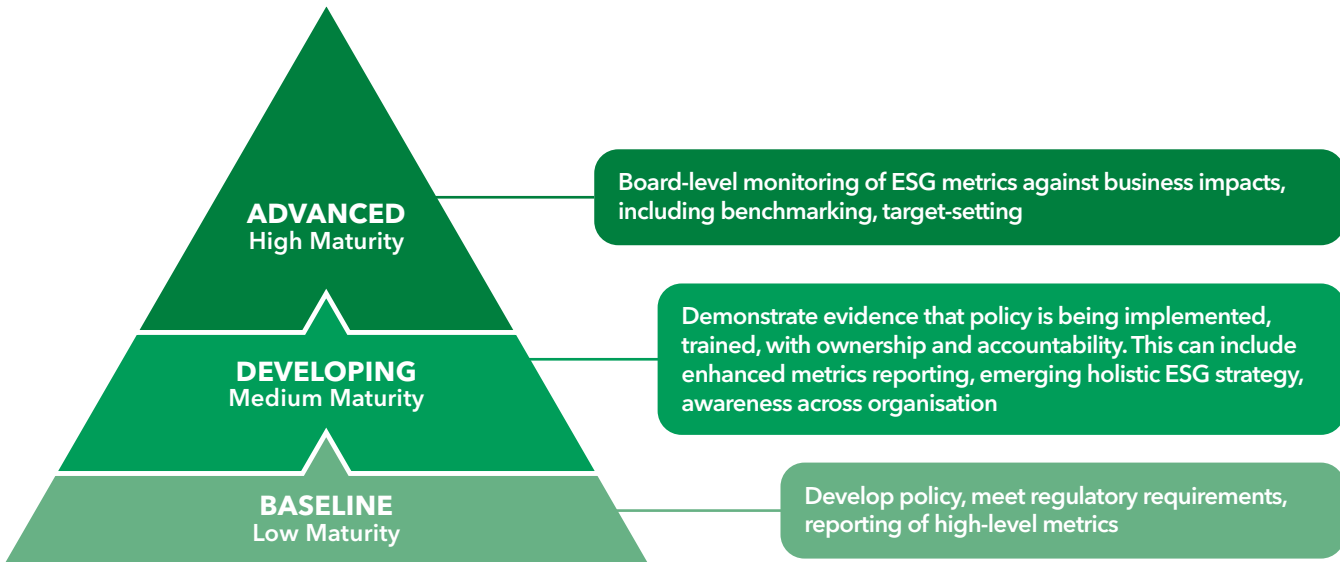 ADVANCED
High Maturity
Board-level monitoring of ESG metrics against business impacts,
including benchmarking, target-setting
DEVELOPING
Medium Maturity
Demonstrate evidence that policy is being implemented,
trained, with ownership and accountability. This can include
enhanced metrics reporting, emerging holistic ESG strategy,
awareness across organisation
BASELINE
Low Maturity
Develop policy, meet regulatory requirements,
reporting of high-level metrics